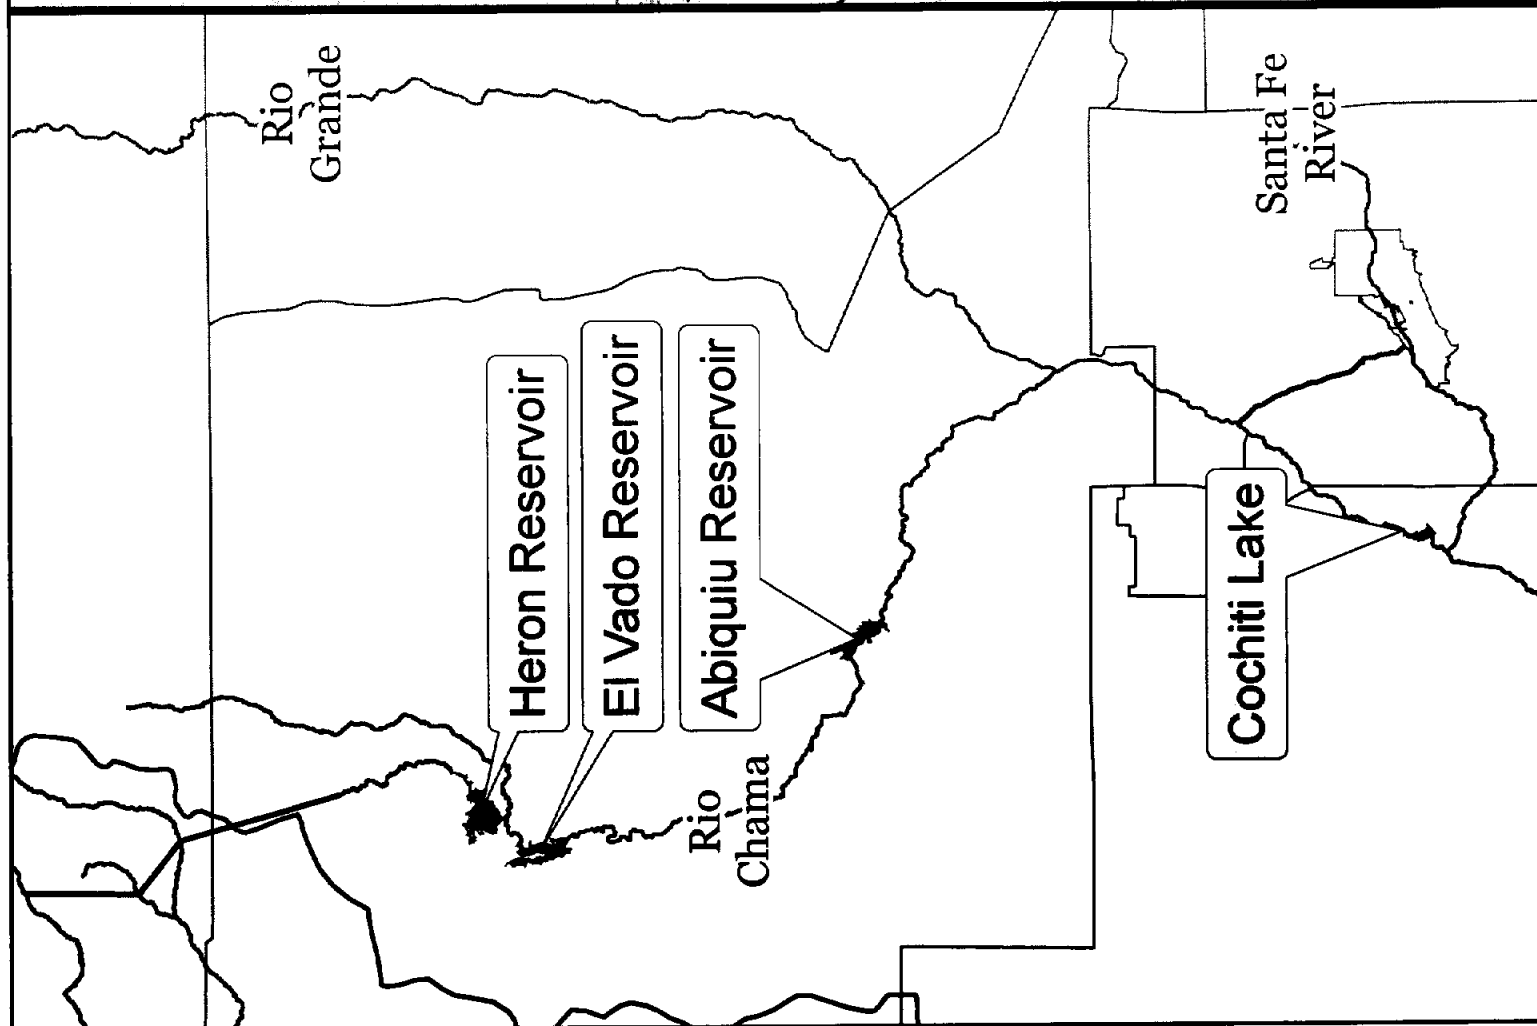 Rio
Grande
Santa Fe
River
Heron Reservoir
El Vado Reservoir
Abiquiu Reservoir
Rio
Chama
Cochiti Lake